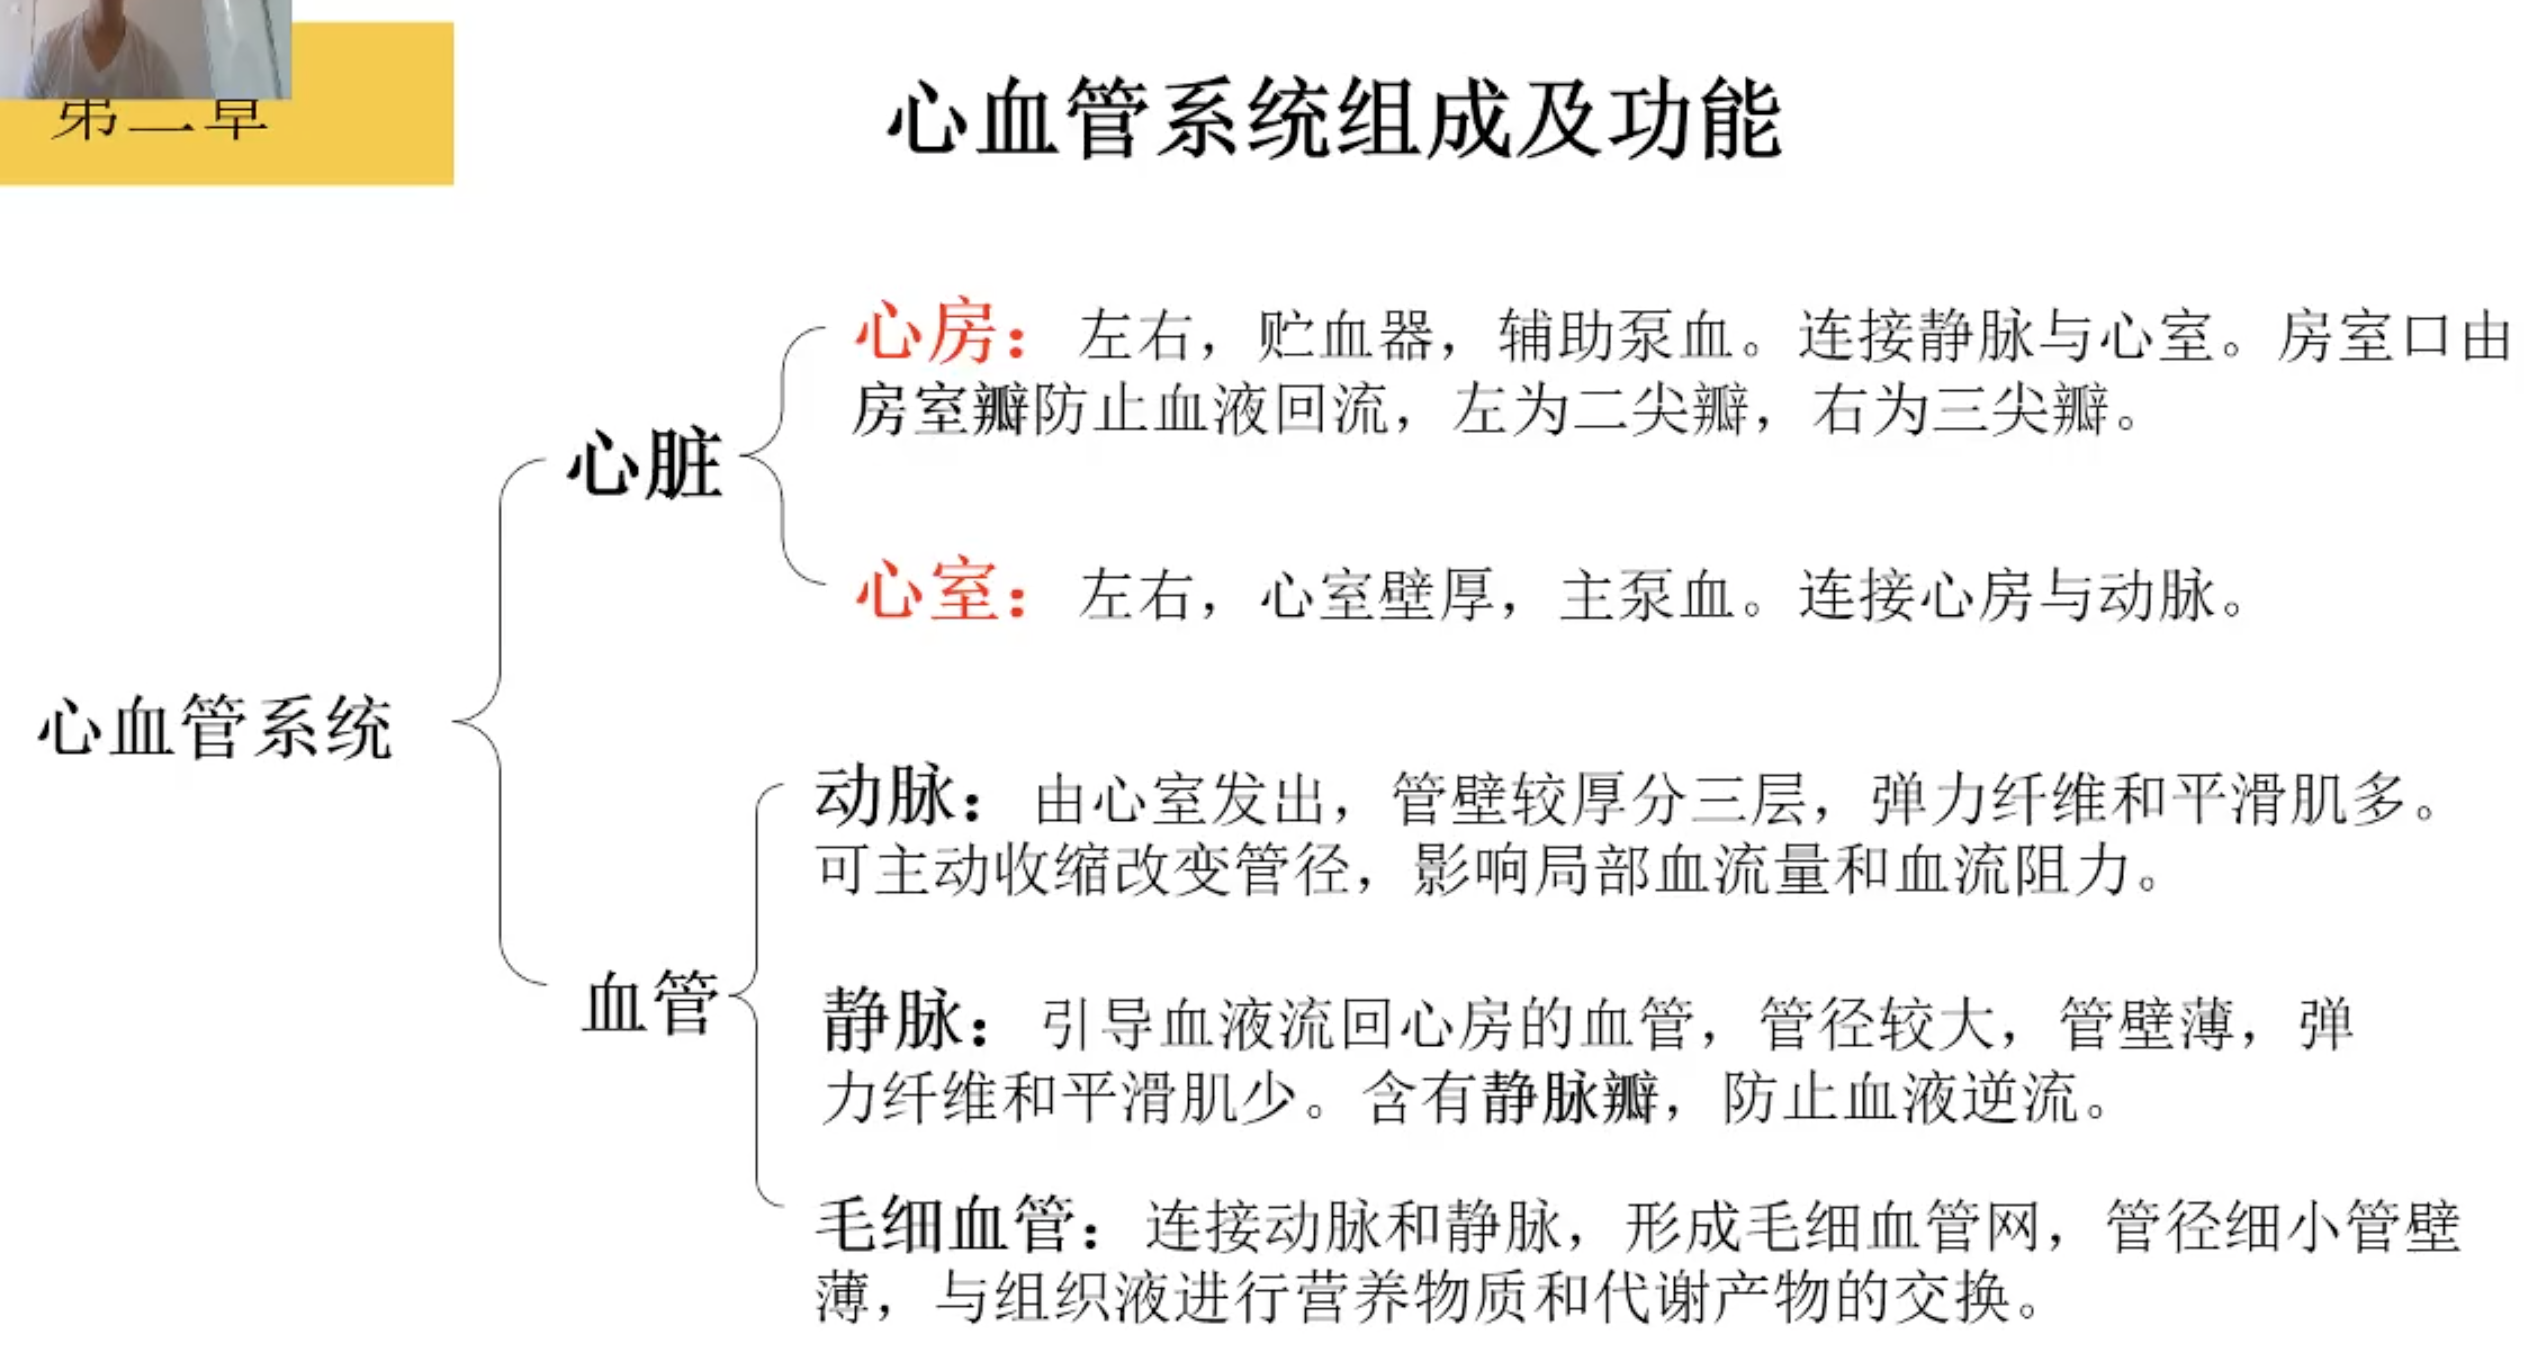 第二章
心血管系统组成及功能
心血管系统
心脏
心房：左右，贮血器，辅助泵血。连接静脉与心室。房室口由
房室瓣防止血液回流，左为二尖瓣，右为三尖瓣。
心室：左右，心室壁厚，主泵血。连接心房与动脉。
血管
动脉：由心室发出，管壁较厚分三层，弹力纤维和平滑肌多。
可主动收缩改变管径，影响局部血流量和血流阻力。
静脉：引导血液流回心房的血管，管径较大，管壁薄，弹
力纤维和平滑肌少。含有静脉瓣，防止血液逆流。
毛细血管：连接动脉和静脉，形成毛细血管网，管径细小管壁
薄，与组织液进行营养物质和代谢产物的交换。